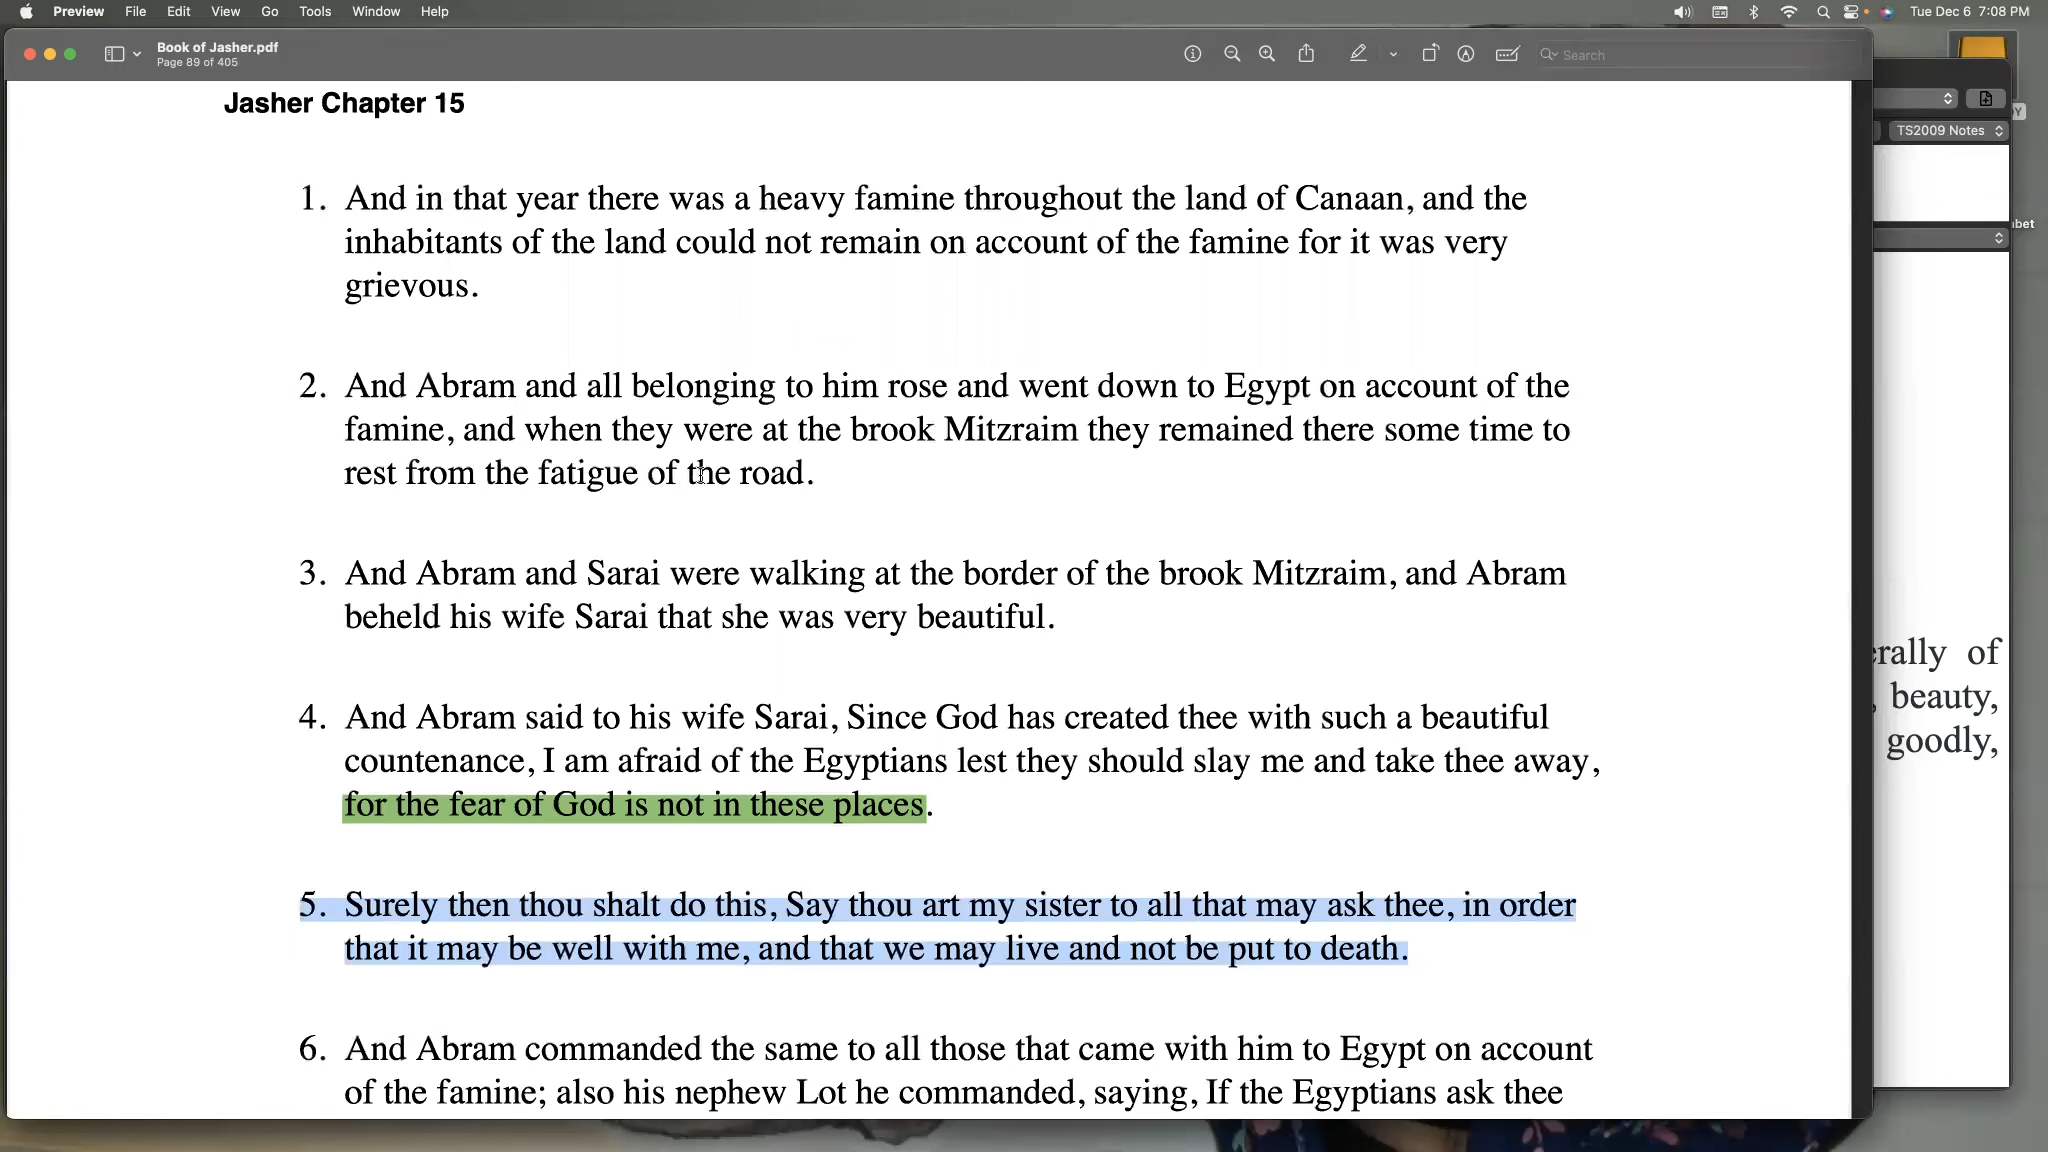 Preview File Edit View Go Tools Window Help Tue Dec 6 7:08 PM
Book of Jasher.pdf
Page 89 of 405
Search
TS2009 Notes
Jasher Chapter 15
1. And in that year there was a heavy famine throughout the land of Canaan, and the
inhabitants of the land could not remain on account of the famine for it was very
grievous.
2. And Abram and all belonging to him rose and went down to Egypt on account of the
famine, and when they were at the brook Mitzraim they remained there some time to
rest from the fatigue of the road.
3. And Abram and Sarai were walking at the border of the brook Mitzraim, and Abram
beheld his wife Sarai that she was very beautiful.
4. And Abram said to his wife Sarai, Since God has created thee with such a beautiful
countenance, I am afraid of the Egyptians lest they should slay me and take thee away,
for the fear of God is not in these places.
5. Surely then thou shalt do this, Say thou art my sister to all that may ask thee, in order
that it may be well with me, and that we may live and not be put to death.
6. And Abram commanded the same to all those that came with him to Egypt on account
of the famine; also his nephew Lot he commanded, saying, If the Egyptians ask thee
of
beauty,
goodly,